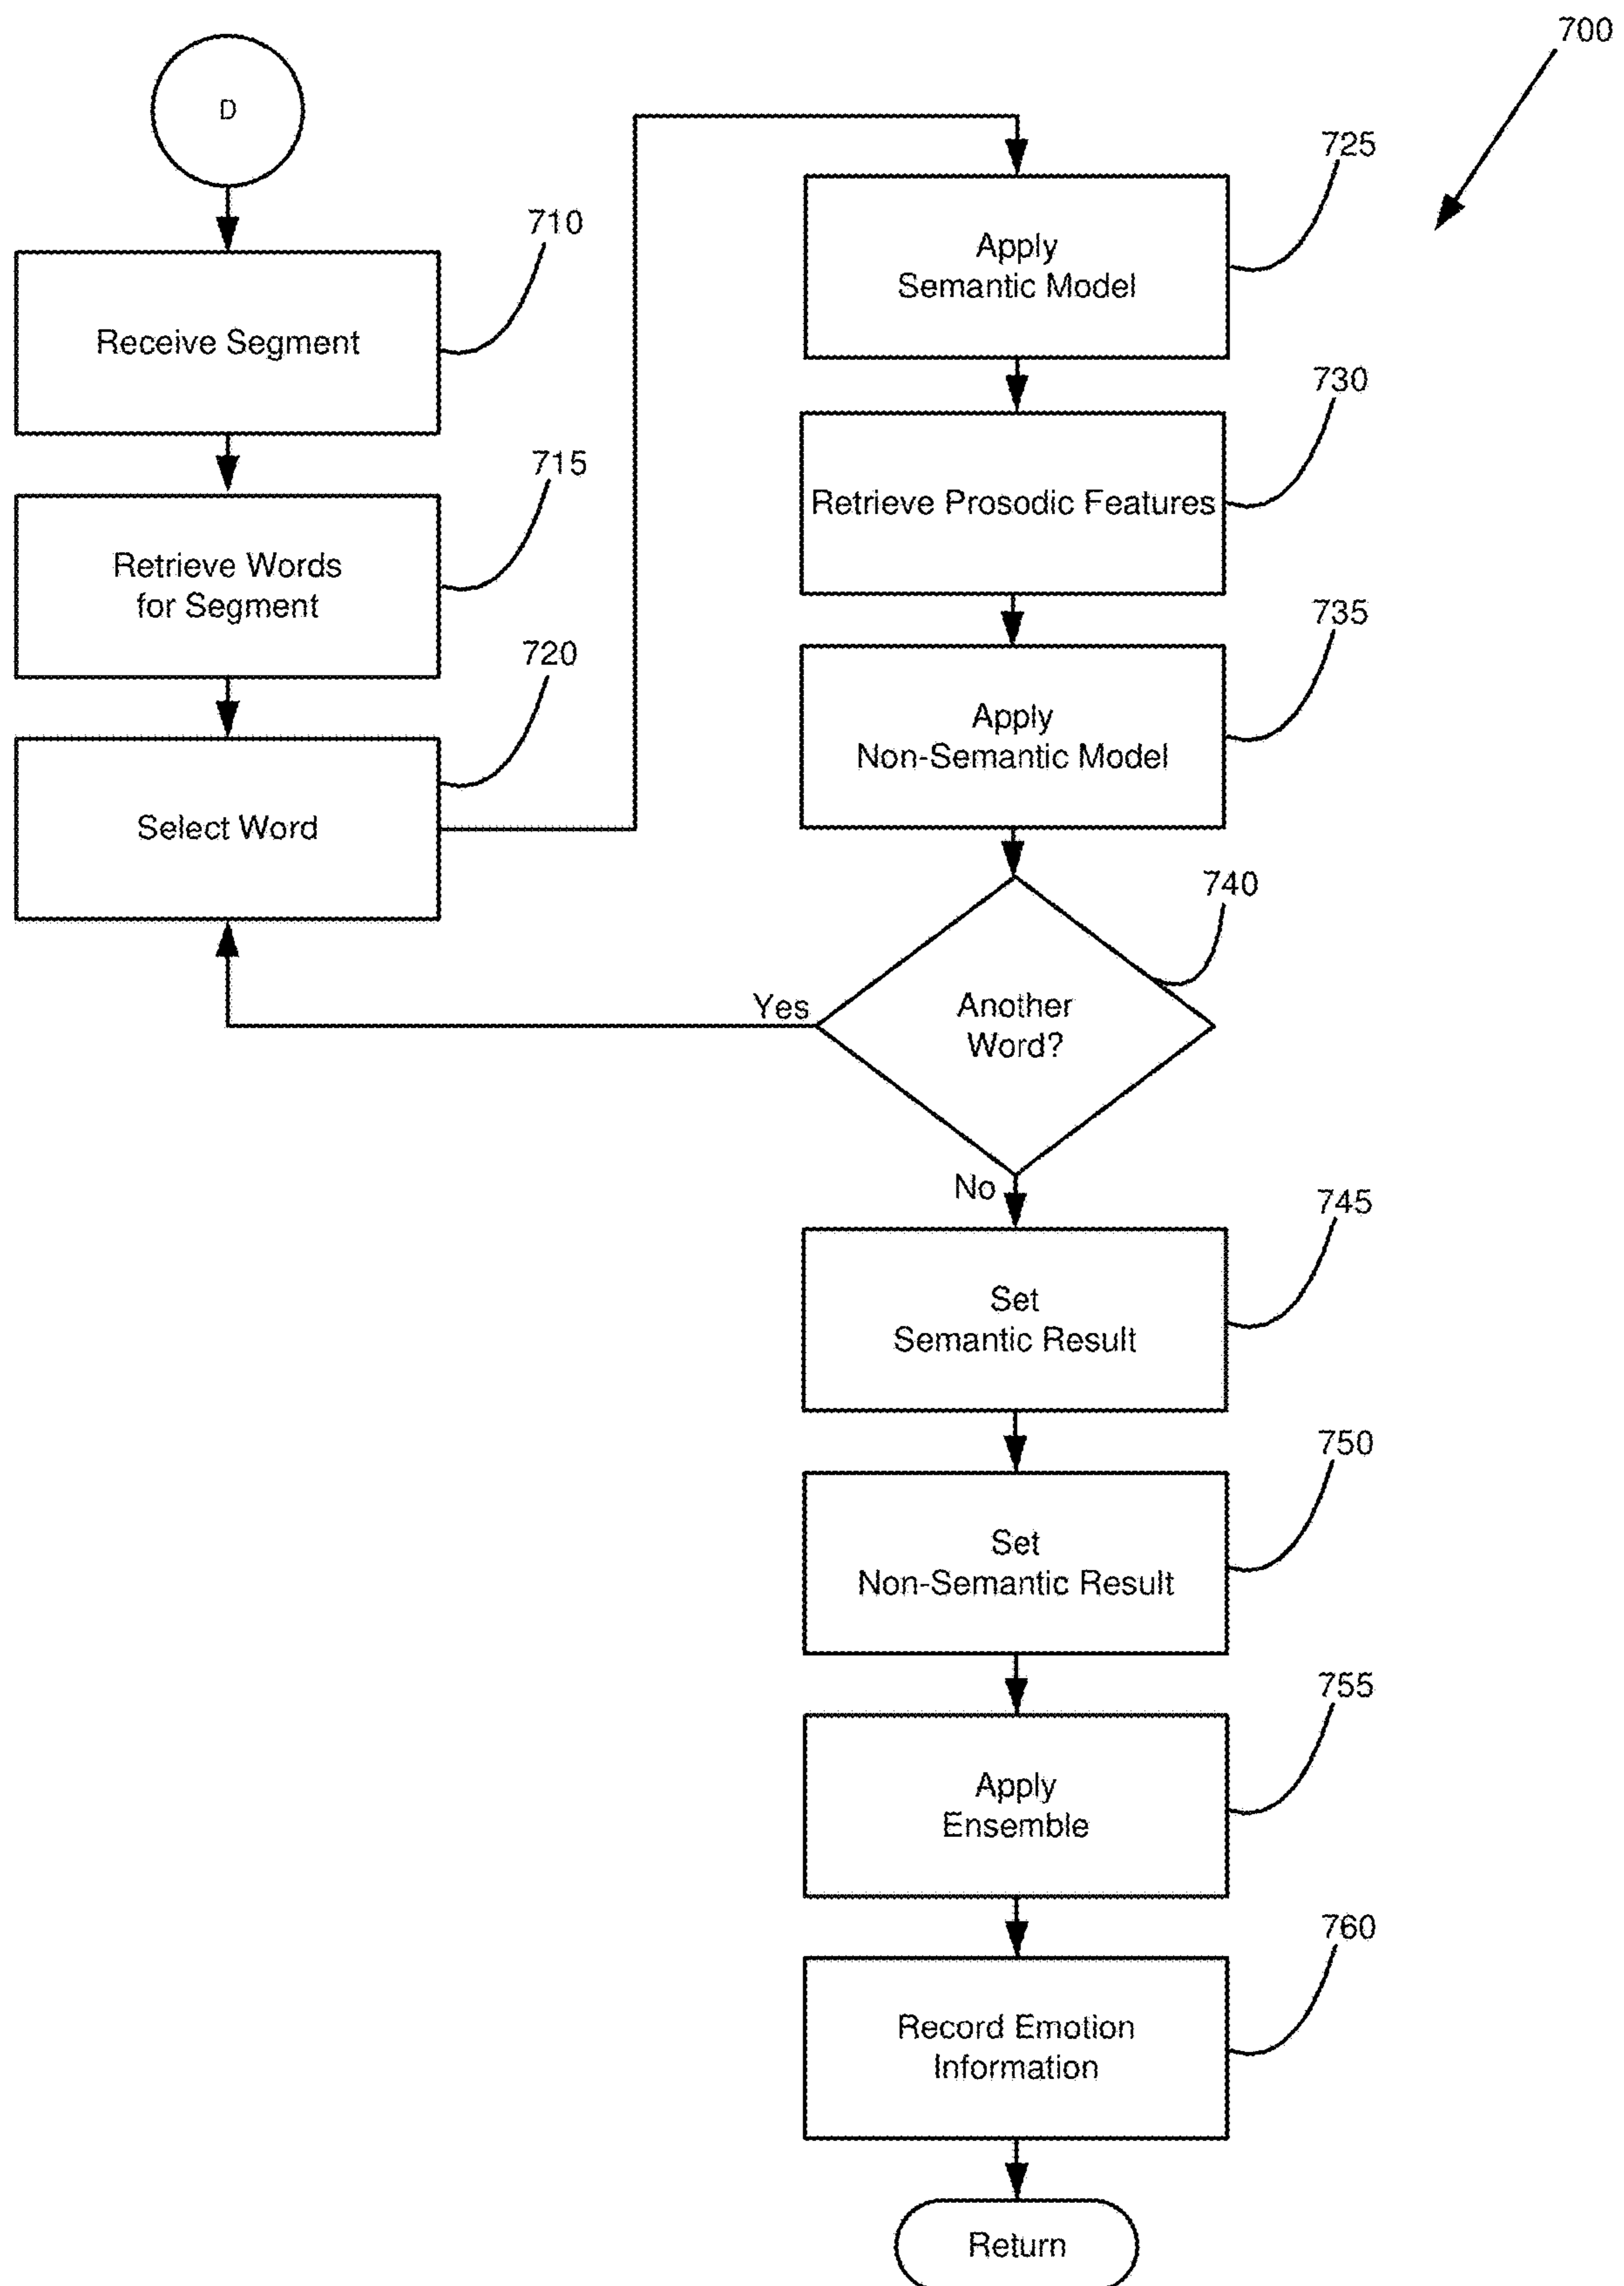 700
D
710
Receive Segment
715
Retrieve Words
for Segment
720
Select Word
725
Apply
Semantic Model
730
Retrieve Prosodic Features
735
Apply
Non-Semantic Model
740
Another
Word?
Yes
No
745
Set
Semantic Result
750
Set
Non-Semantic Result
755
Apply
Ensemble
760
Record Emotion
Information
Return